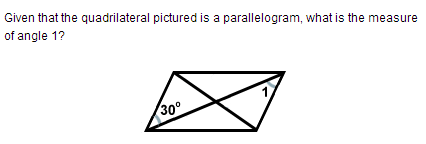 Given that the quadrilateral pictured is a parallelogram, what is the measure
of angle 1?
1
30°